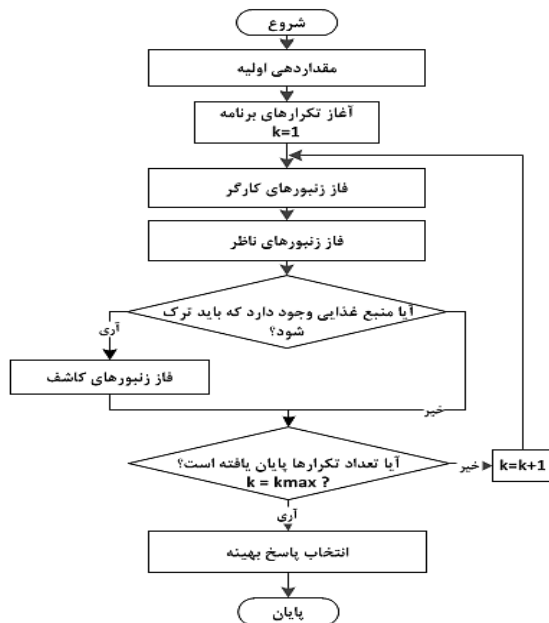 شروع
مقداردهی اولیه
آغاز تکرارهای برنامه
k=1
فاز زنبورهای کارگر
فاز زنبورهای ناظر
آیا منبع غذایی وجود دارد که باید ترک
شود؟
آری
فاز زنبورهای کاشف
خیر
آیا تعداد تکرارها پایان یافته است؟
k = kmax ?
خیر
k=k+1
آری
انتخاب پاسخ بهینه
پایان